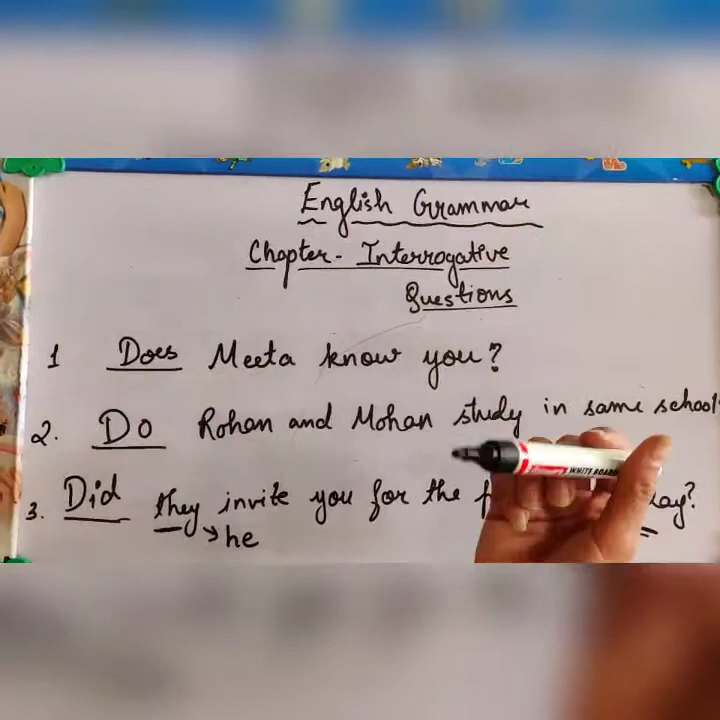 English Grammar
Chapter- Interrogative
Questions
1 Does Meeta know you?
2. Do Rohan and Mohan study in same school
3. Did they invite you for the
he
WHITE BOARD